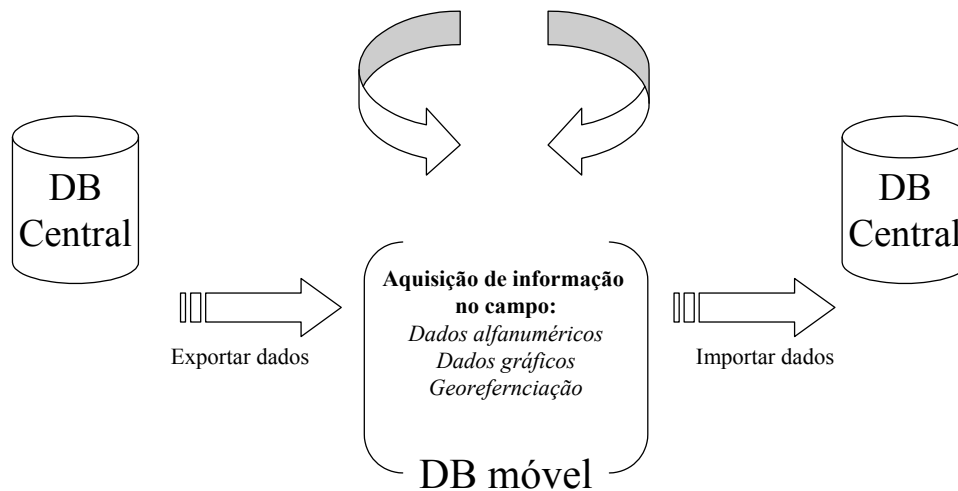 DB
Central
Exportar dados
Aquisição de informação
no campo:
Dados alfanuméricos
Dados gráficos
Georefernciação
DB móvel
Importar dados
DB
Central